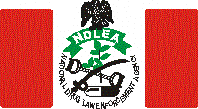 NDLEA
NATIONAL DRUG LAW ENFORCEMENT AGENCY